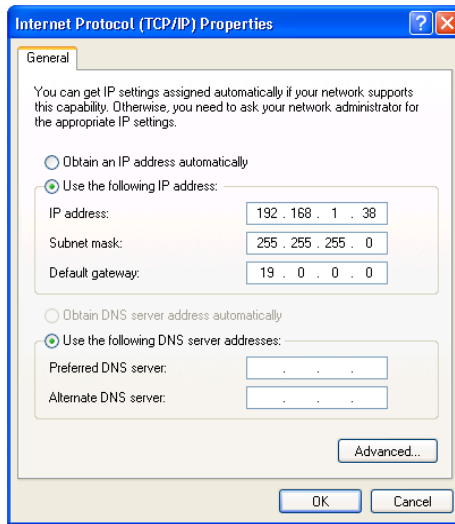 Internet Protocol (TCP/IP) Properties
General
You can get IP settings assigned automatically if your network supports
this capability. Otherwise, you need to ask your network administrator for
the appropriate IP settings.
Obtain an IP address automatically
Use the following IP address:
IP address: 192 . 168 . 1 . 38
Subnet mask: 255 . 255 . 255 . 0
Default gateway: 19 . 0 . 0 . 0
Obtain DNS server address automatically
Use the following DNS server addresses:
Preferred DNS server: . . .
Alternate DNS server: . . .
Advanced...
OK Cancel